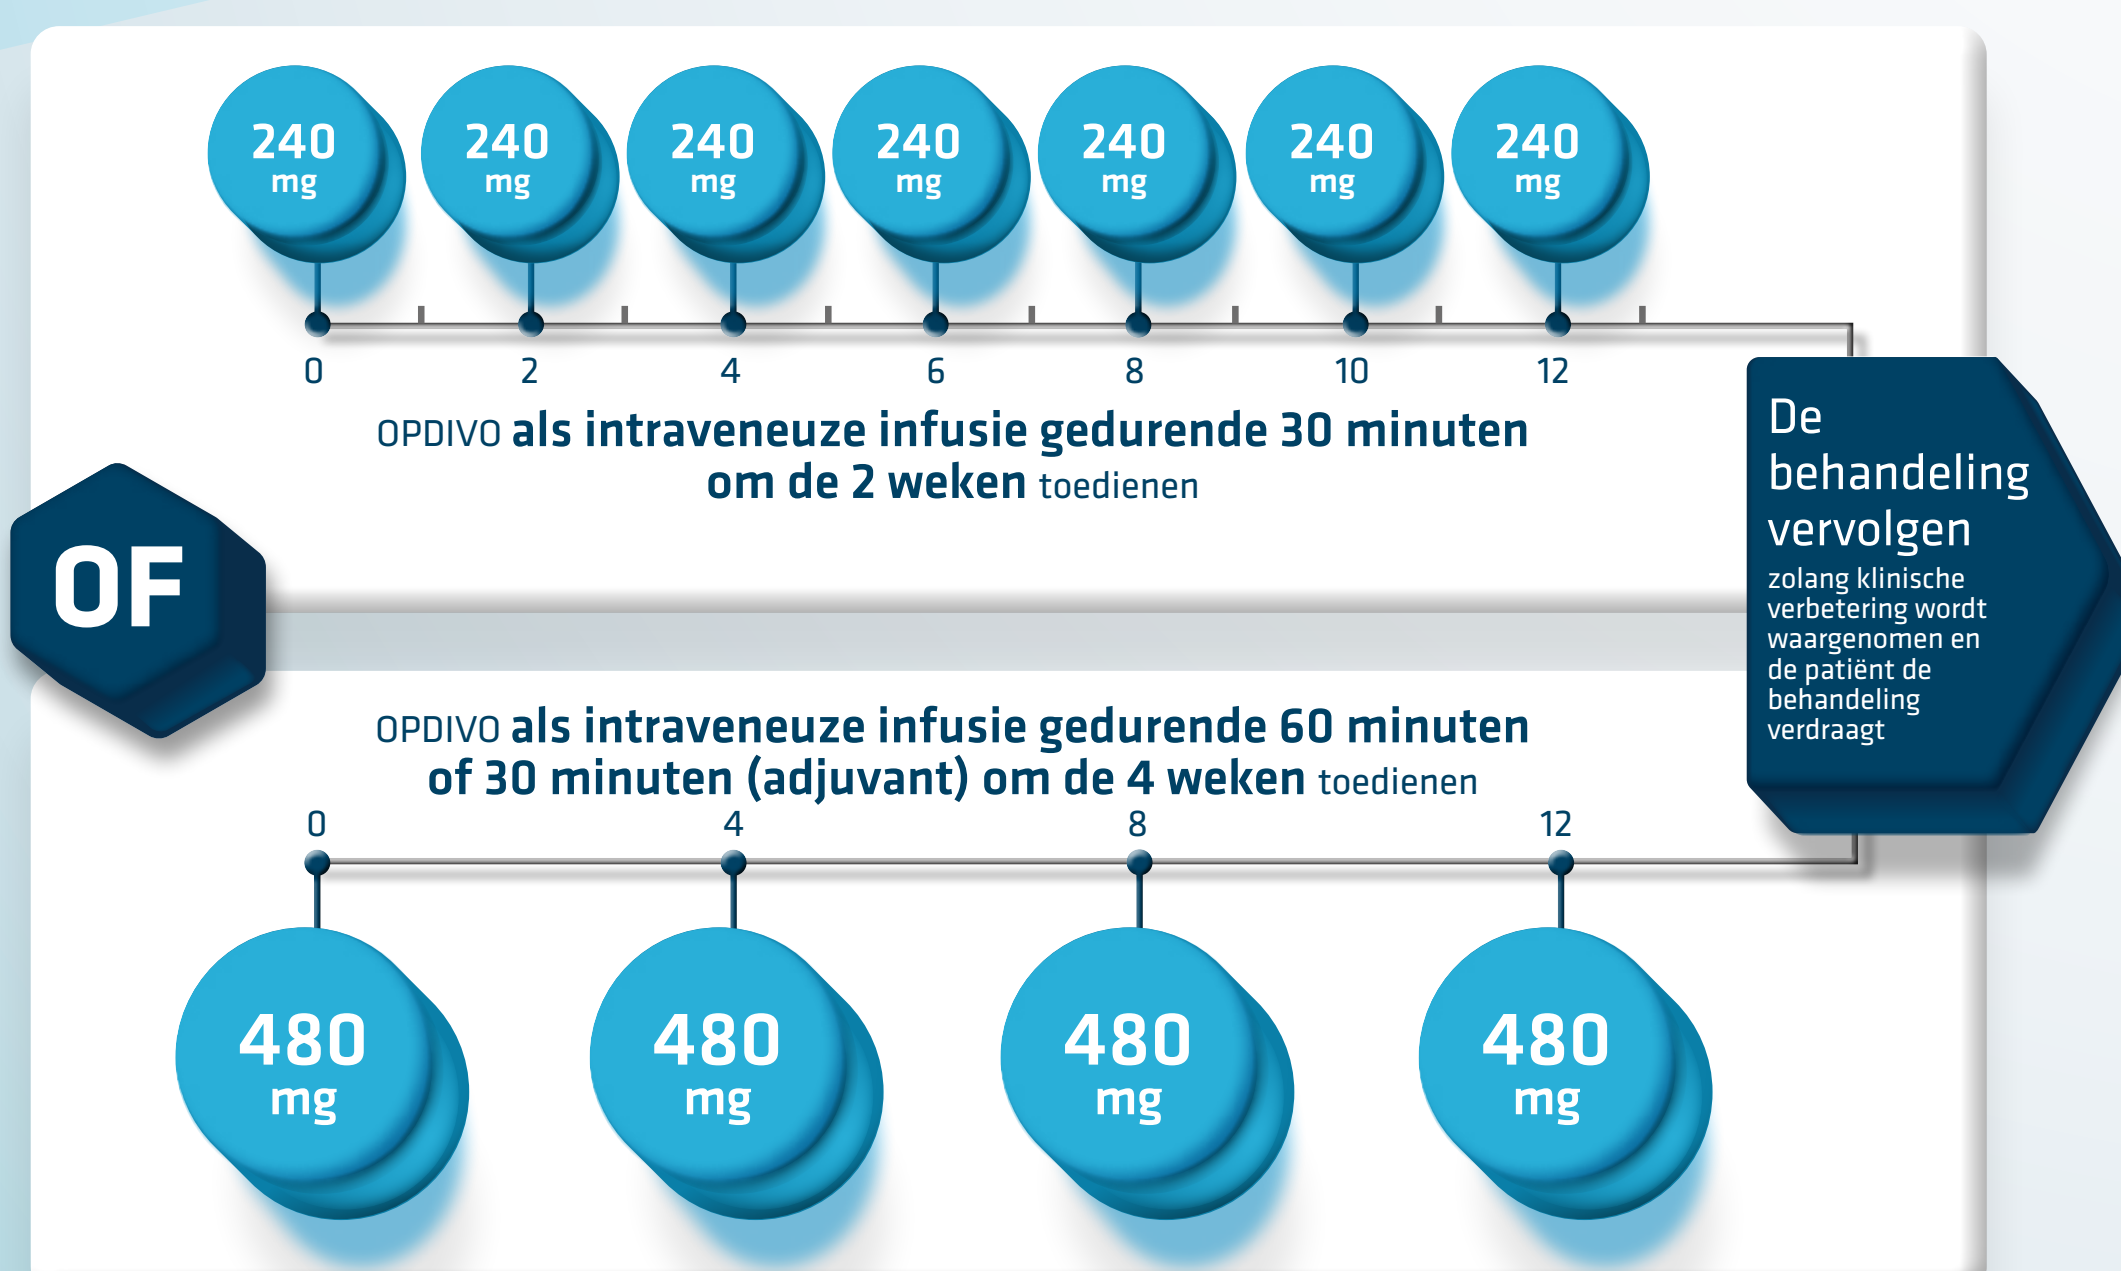 240 240 240 240 240 240 240
mg mg mg mg mg mg mg
0 2 4 6 8 10 12
OPDIVO als intraveneuze infusie gedurende 30 minuten
om de 2 weken toedienen
OF
De
behandeling
vervolgen
zolang klinische
verbetering wordt
waargenomen en
de patiënt de
behandeling
verdraagt
OPDIVO als intraveneuze infusie gedurende 60 minuten
of 30 minuten (adjuvant) om de 4 weken toedienen
0 4 8 12
480 480 480 480
mg mg mg mg